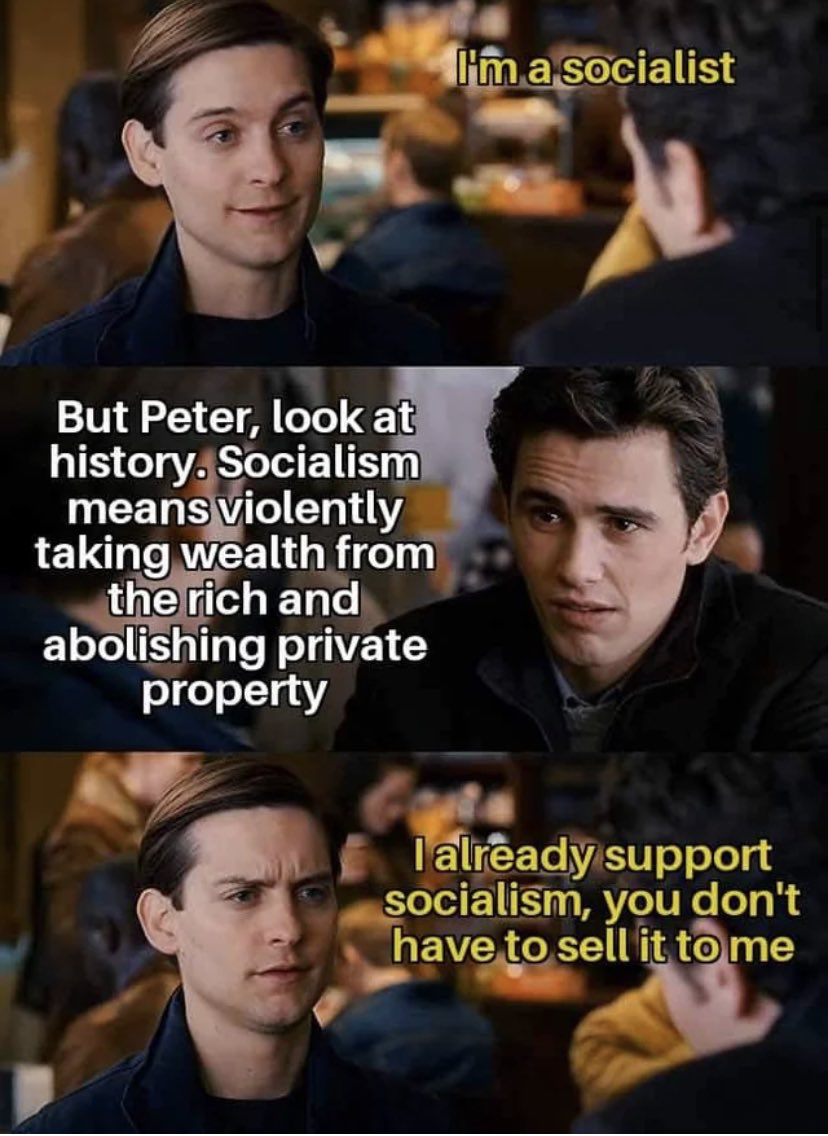 I'm a socialist
But Peter, look at
history. Socialism
means violently
taking wealth from
the rich and
abolishing private
property
I already support
socialism, you don't
have to sell it to me